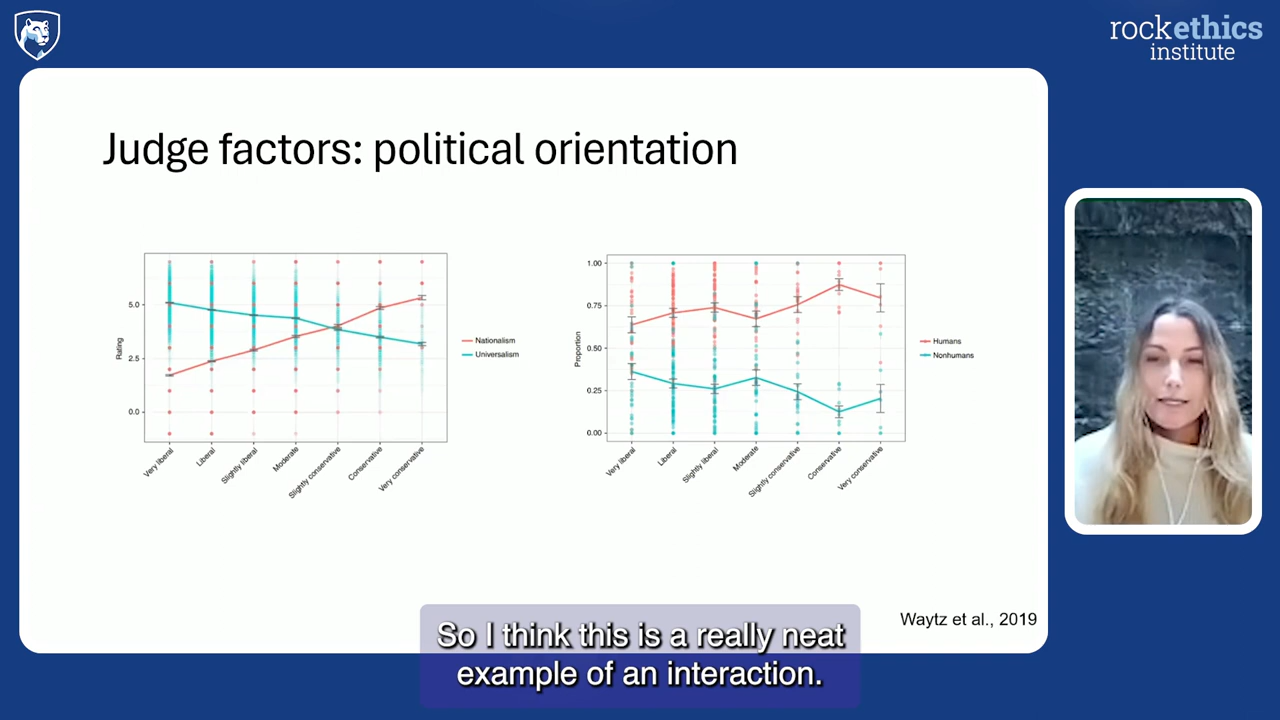 rockethics
institute
Judge factors: political orientation
Rating
5.0
2.5
0.0
Very liberal
Liberal
Slightly liberal
Moderate
Slightly conservative
Conservative
Very conservative
Nationalism
Universalism
Proportion
1.00
0.75
0.50
0.25
0.00
Very liberal
Liberal
Slightly liberal
Moderate
Slightly conservative
Conservative
Very conservative
Humans
Nonhumans
Waytz et al., 2019
So I think this is a really neat
example of an interaction.